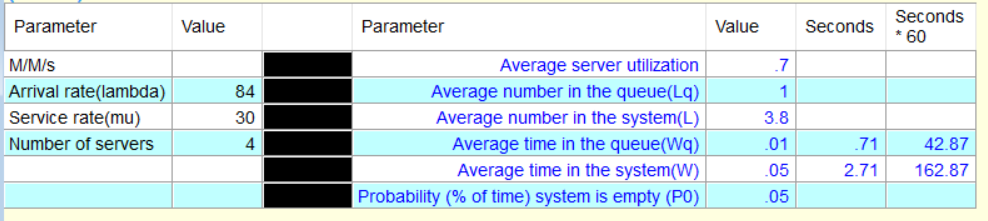 Parameter Value Parameter Value Seconds Seconds * 60
M/M/s Average server utilization .7
Arrival rate(lambda) 84 Average number in the queue(Lq) 1
Service rate(mu) 30 Average number in the system(L) 3.8
Number of servers 4 Average time in the queue(Wq) .01 .71 42.87
Average time in the system(W) .05 2.71 162.87
Probability (% of time) system is empty (P0) .05